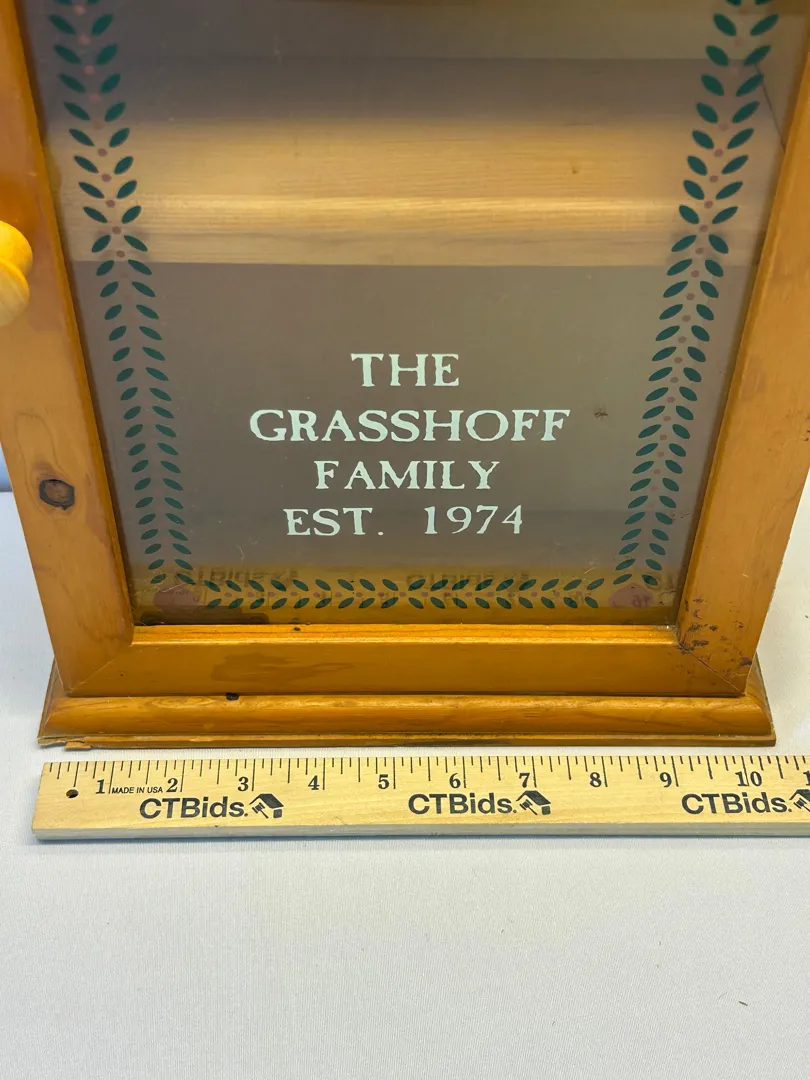 THE
GRASSHOFF
FAMILY
EST. 1974
1 MADE IN USA 2 3 4 5 6 7 8 9 10
CTBids. CTBids. CTBids.